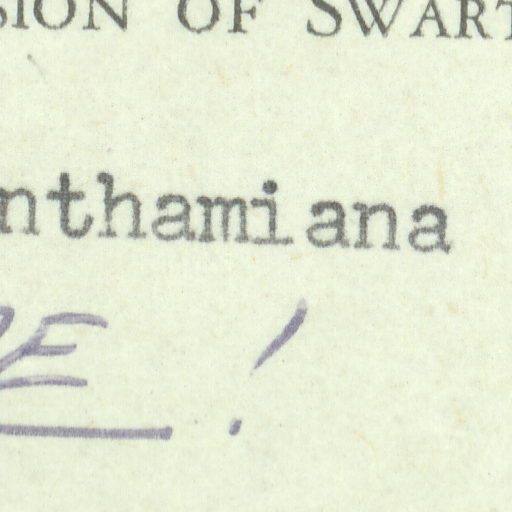 SION OF SWART
nthamiana
E !